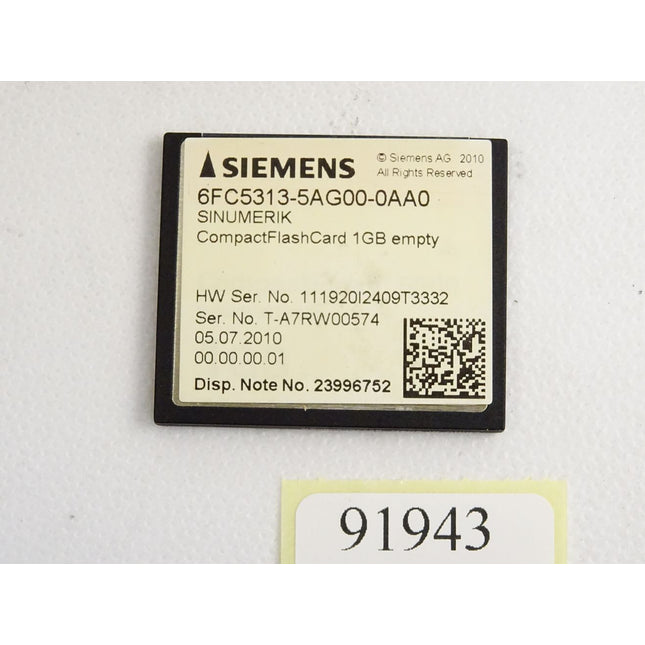 SIEMENS
© Siemens AG 2010
All Rights Reserved
6FC5313-5AG00-0AA0
SINUMERIK
CompactFlashCard 1GB empty
HW Ser. No. 111920I2409T3332
Ser. No. T-A7RW00574
05.07.2010
00.00.00.01
Disp. Note No. 23996752
91943